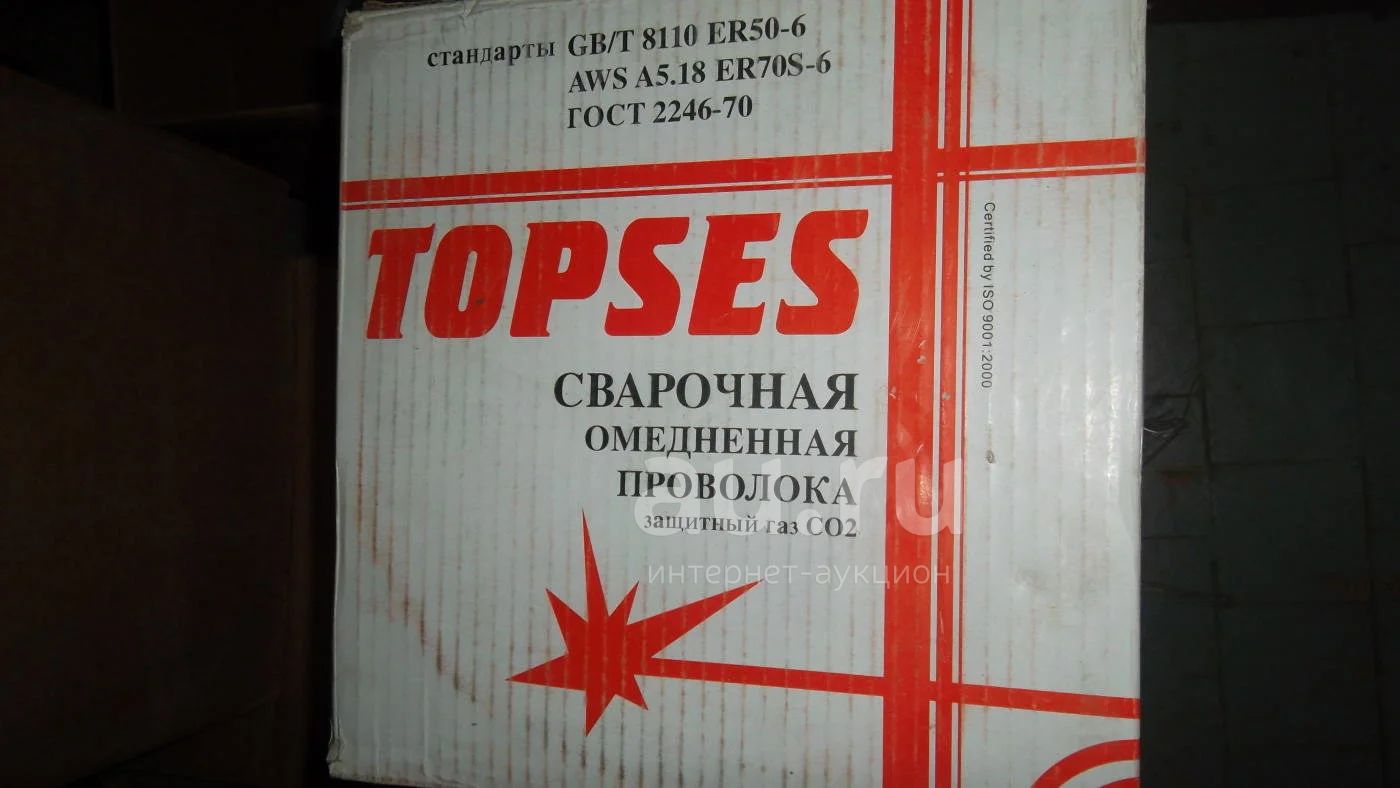 стандарты GB/T 8110 ER50-6
AWS A5.18 ER70S-6
ГОСТ 2246-70
TOPSES
Certified by ISO 9001:2000
СВАРОЧНАЯ
ОМЕДНЕННАЯ
ПРОВОЛОКА
защитный газ CO2
au.ru
интернет-аукцион